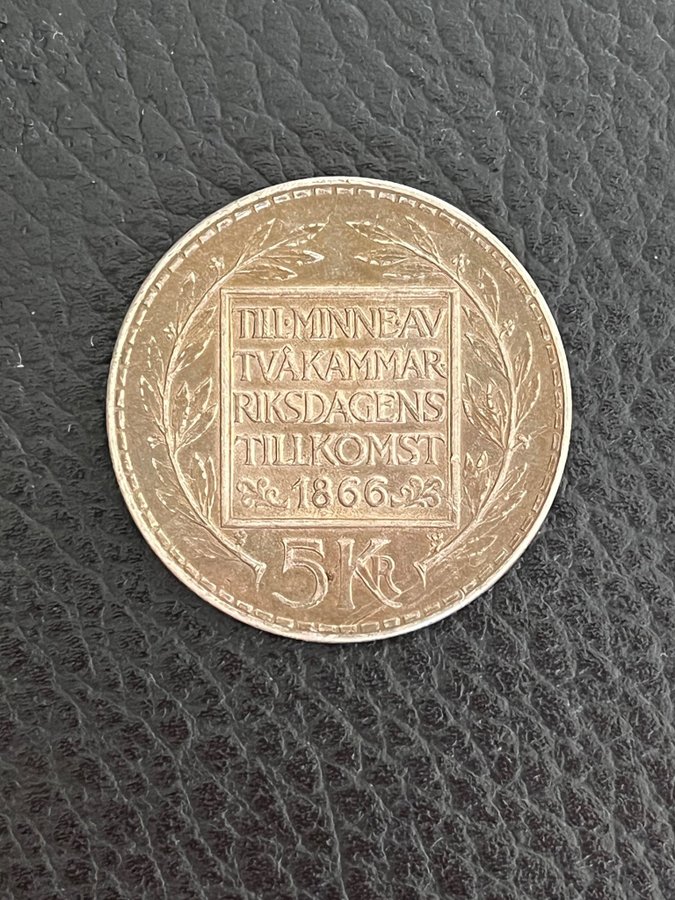 TILL·MINNE·AV
TVÅKAMMAR·
RIKSDAGENS
TILLKOMST
1866
5 KR